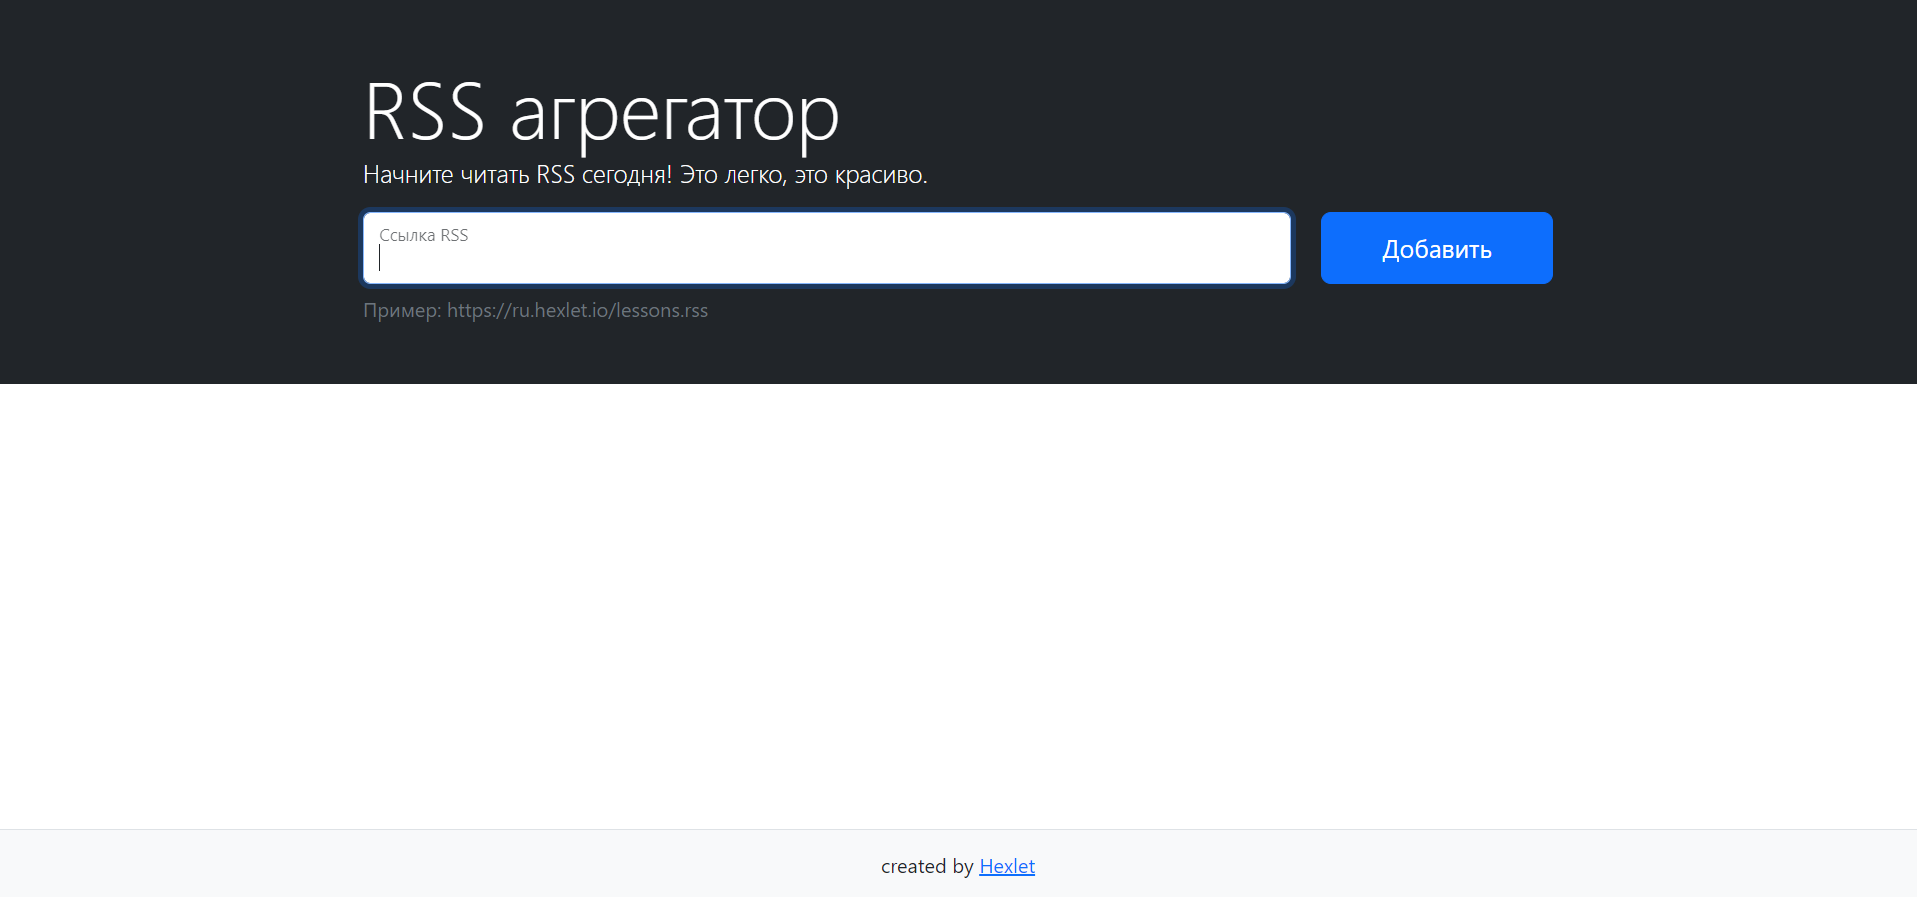 RSS агрегатор
Начните читать RSS сегодня! Это легко, это красиво.
Ссылка RSS
Добавить
Пример: https://ru.hexlet.io/lessons.rss
created by Hexlet